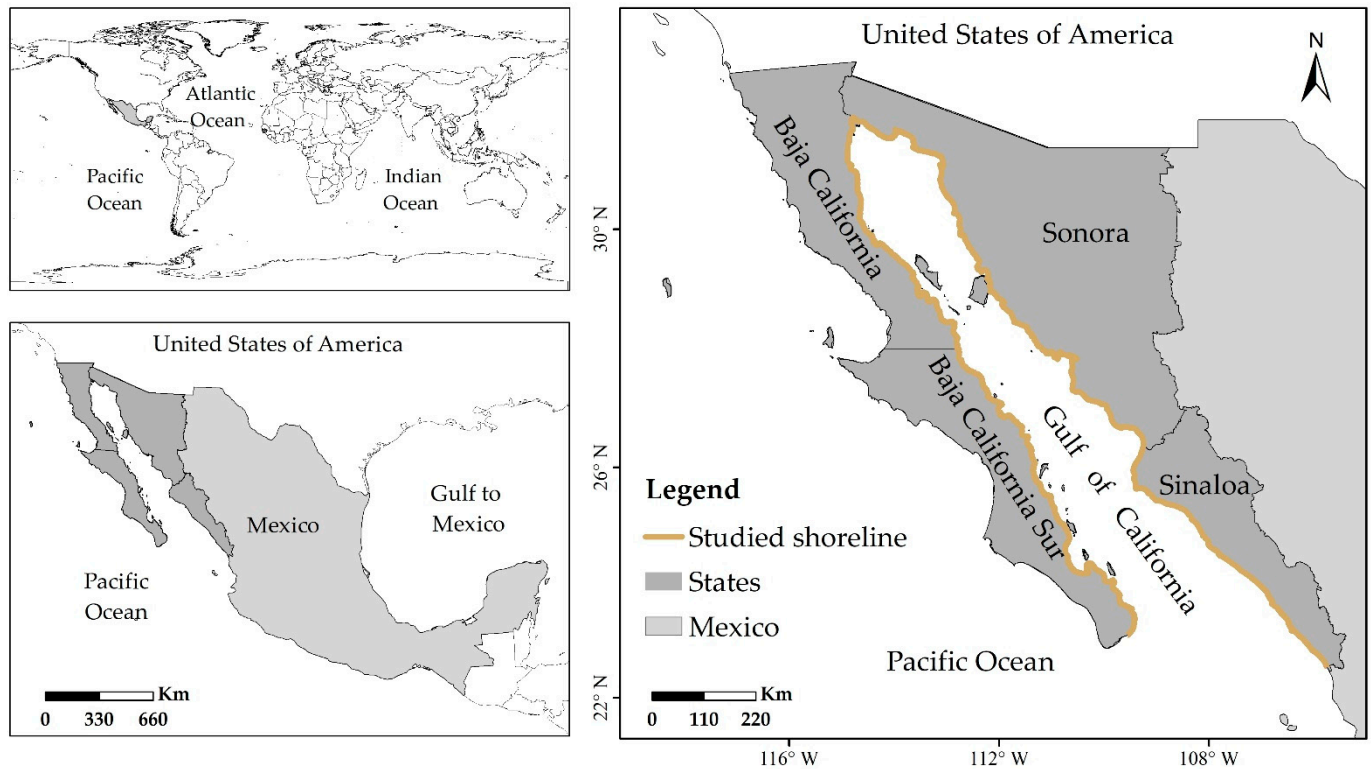 Atlantic
Ocean
Pacific
Ocean
Indian
Ocean
United States of America
Mexico
Gulf to
Mexico
Pacific
Ocean
Km
0 330 660
United States of America
N
Baja California
Sonora
Baja California Sur
Gulf of California
Sinaloa
Legend
Studied shoreline
States
Mexico
Pacific Ocean
Km
0 110 220
30° N
26° N
22° N
116° W 112° W 108° W